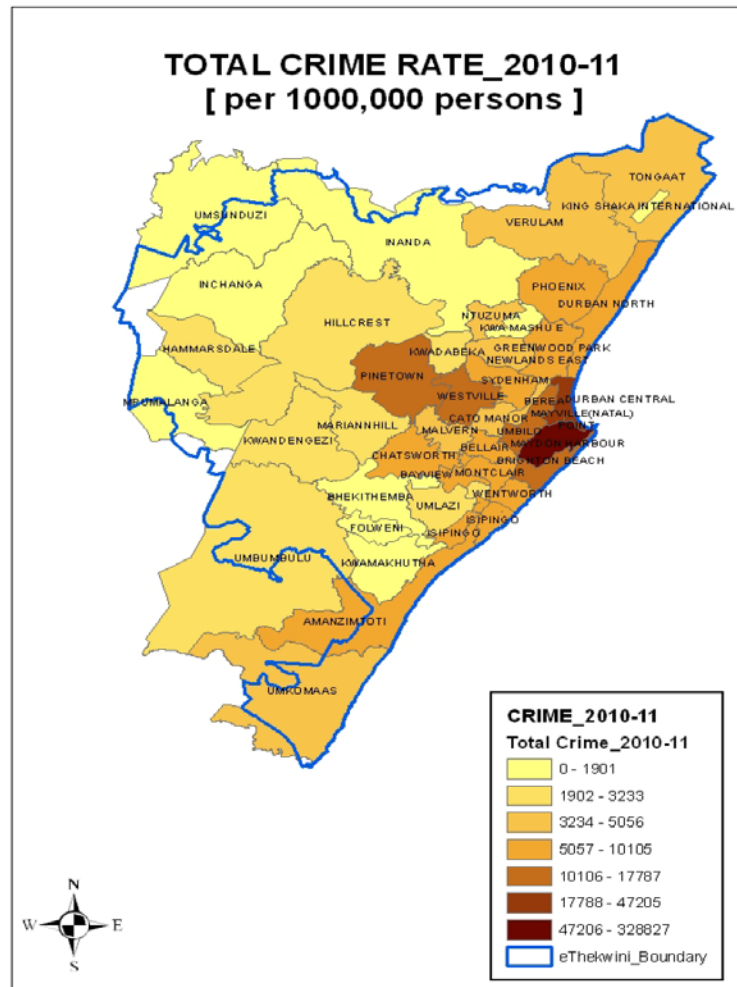 TOTAL CRIME RATE_2010-11
[ per 1000,000 persons ]
TONGAAT
KING SHAKA INTERNATIONAL
UMSUNDUZI
VERULAM
INANDA
INCHANGA
PHOENIX
DURBAN NORTH
NTUZUMA
HILLCREST
KWA MASHU E
HAMMARSDALE
KWADABEKA
GREENWOOD PARK
NEWLANDS EAST
PINETOWN
SYDENHAM
MPUMALANGA
WESTVILLE
BEREA
DURBAN CENTRAL
CATO MANOR
MAYVILLE(NATAL)
MARIANNHILL
MALVERN
UMBILO
POINT
KWANDENGEZI
BELLAIR
MAYDON HARBOUR
CHATSWORTH
BRIGHTON BEACH
BAYVIEW
MONTCLAIR
BHEKITHEMBA
WENTWORTH
UMLAZI
FOLWENI
ISIPINGO
ISIPINGO
UMBUMBULU
KWAMAKHUTHA
AMANZIMTOTI
UMKOMAAS
CRIME_2010-11
Total Crime_2010-11
0 - 1901
1902 - 3233
3234 - 5056
5057 - 10105
10106 - 17787
17788 - 47205
47206 - 328827
eThekwini_Boundary
N
W
E
S